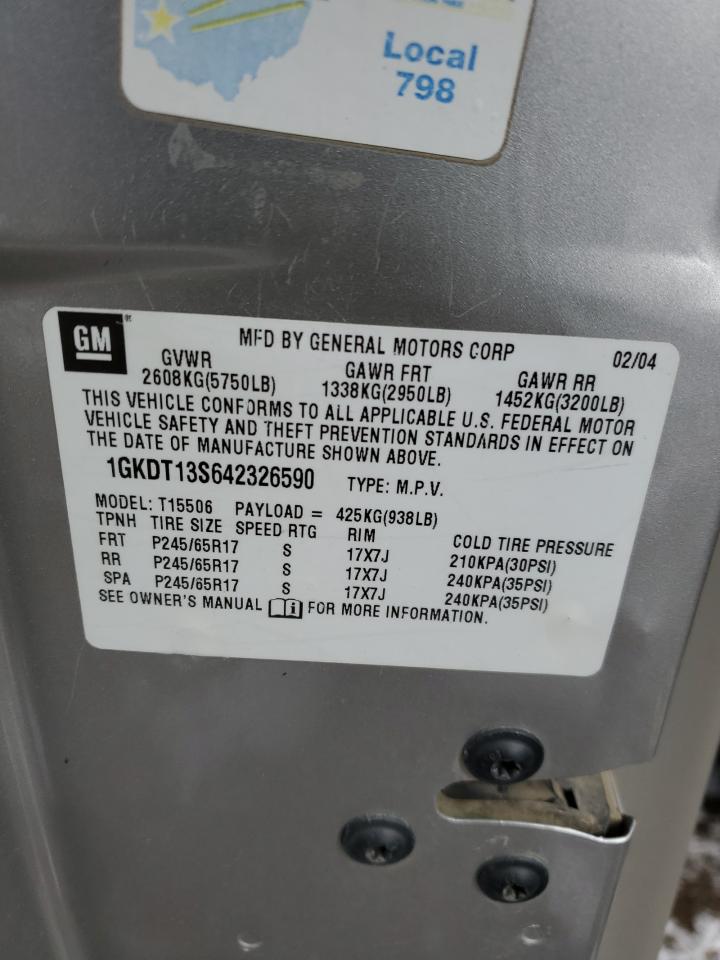 Local
798
GM®
MFD BY GENERAL MOTORS CORP 02/04
GVWR GAWR FRT GAWR RR
2608KG(5750LB) 1338KG(2950LB) 1452KG(3200LB)
THIS VEHICLE CONFORMS TO ALL APPLICABLE U.S. FEDERAL MOTOR
VEHICLE SAFETY AND THEFT PREVENTION STANDARDS IN EFFECT ON
THE DATE OF MANUFACTURE SHOWN ABOVE.
1GKDT13S642326590 TYPE: M.P.V.
MODEL: T15506 PAYLOAD = 425KG(938LB)
TPNH TIRE SIZE SPEED RTG RIM COLD TIRE PRESSURE
FRT P245/65R17 S 17X7J 210KPA(30PSI)
RR P245/65R17 S 17X7J 240KPA(35PSI)
SPA P245/65R17 S 17X7J 240KPA(35PSI)
SEE OWNER'S MANUAL i FOR MORE INFORMATION.